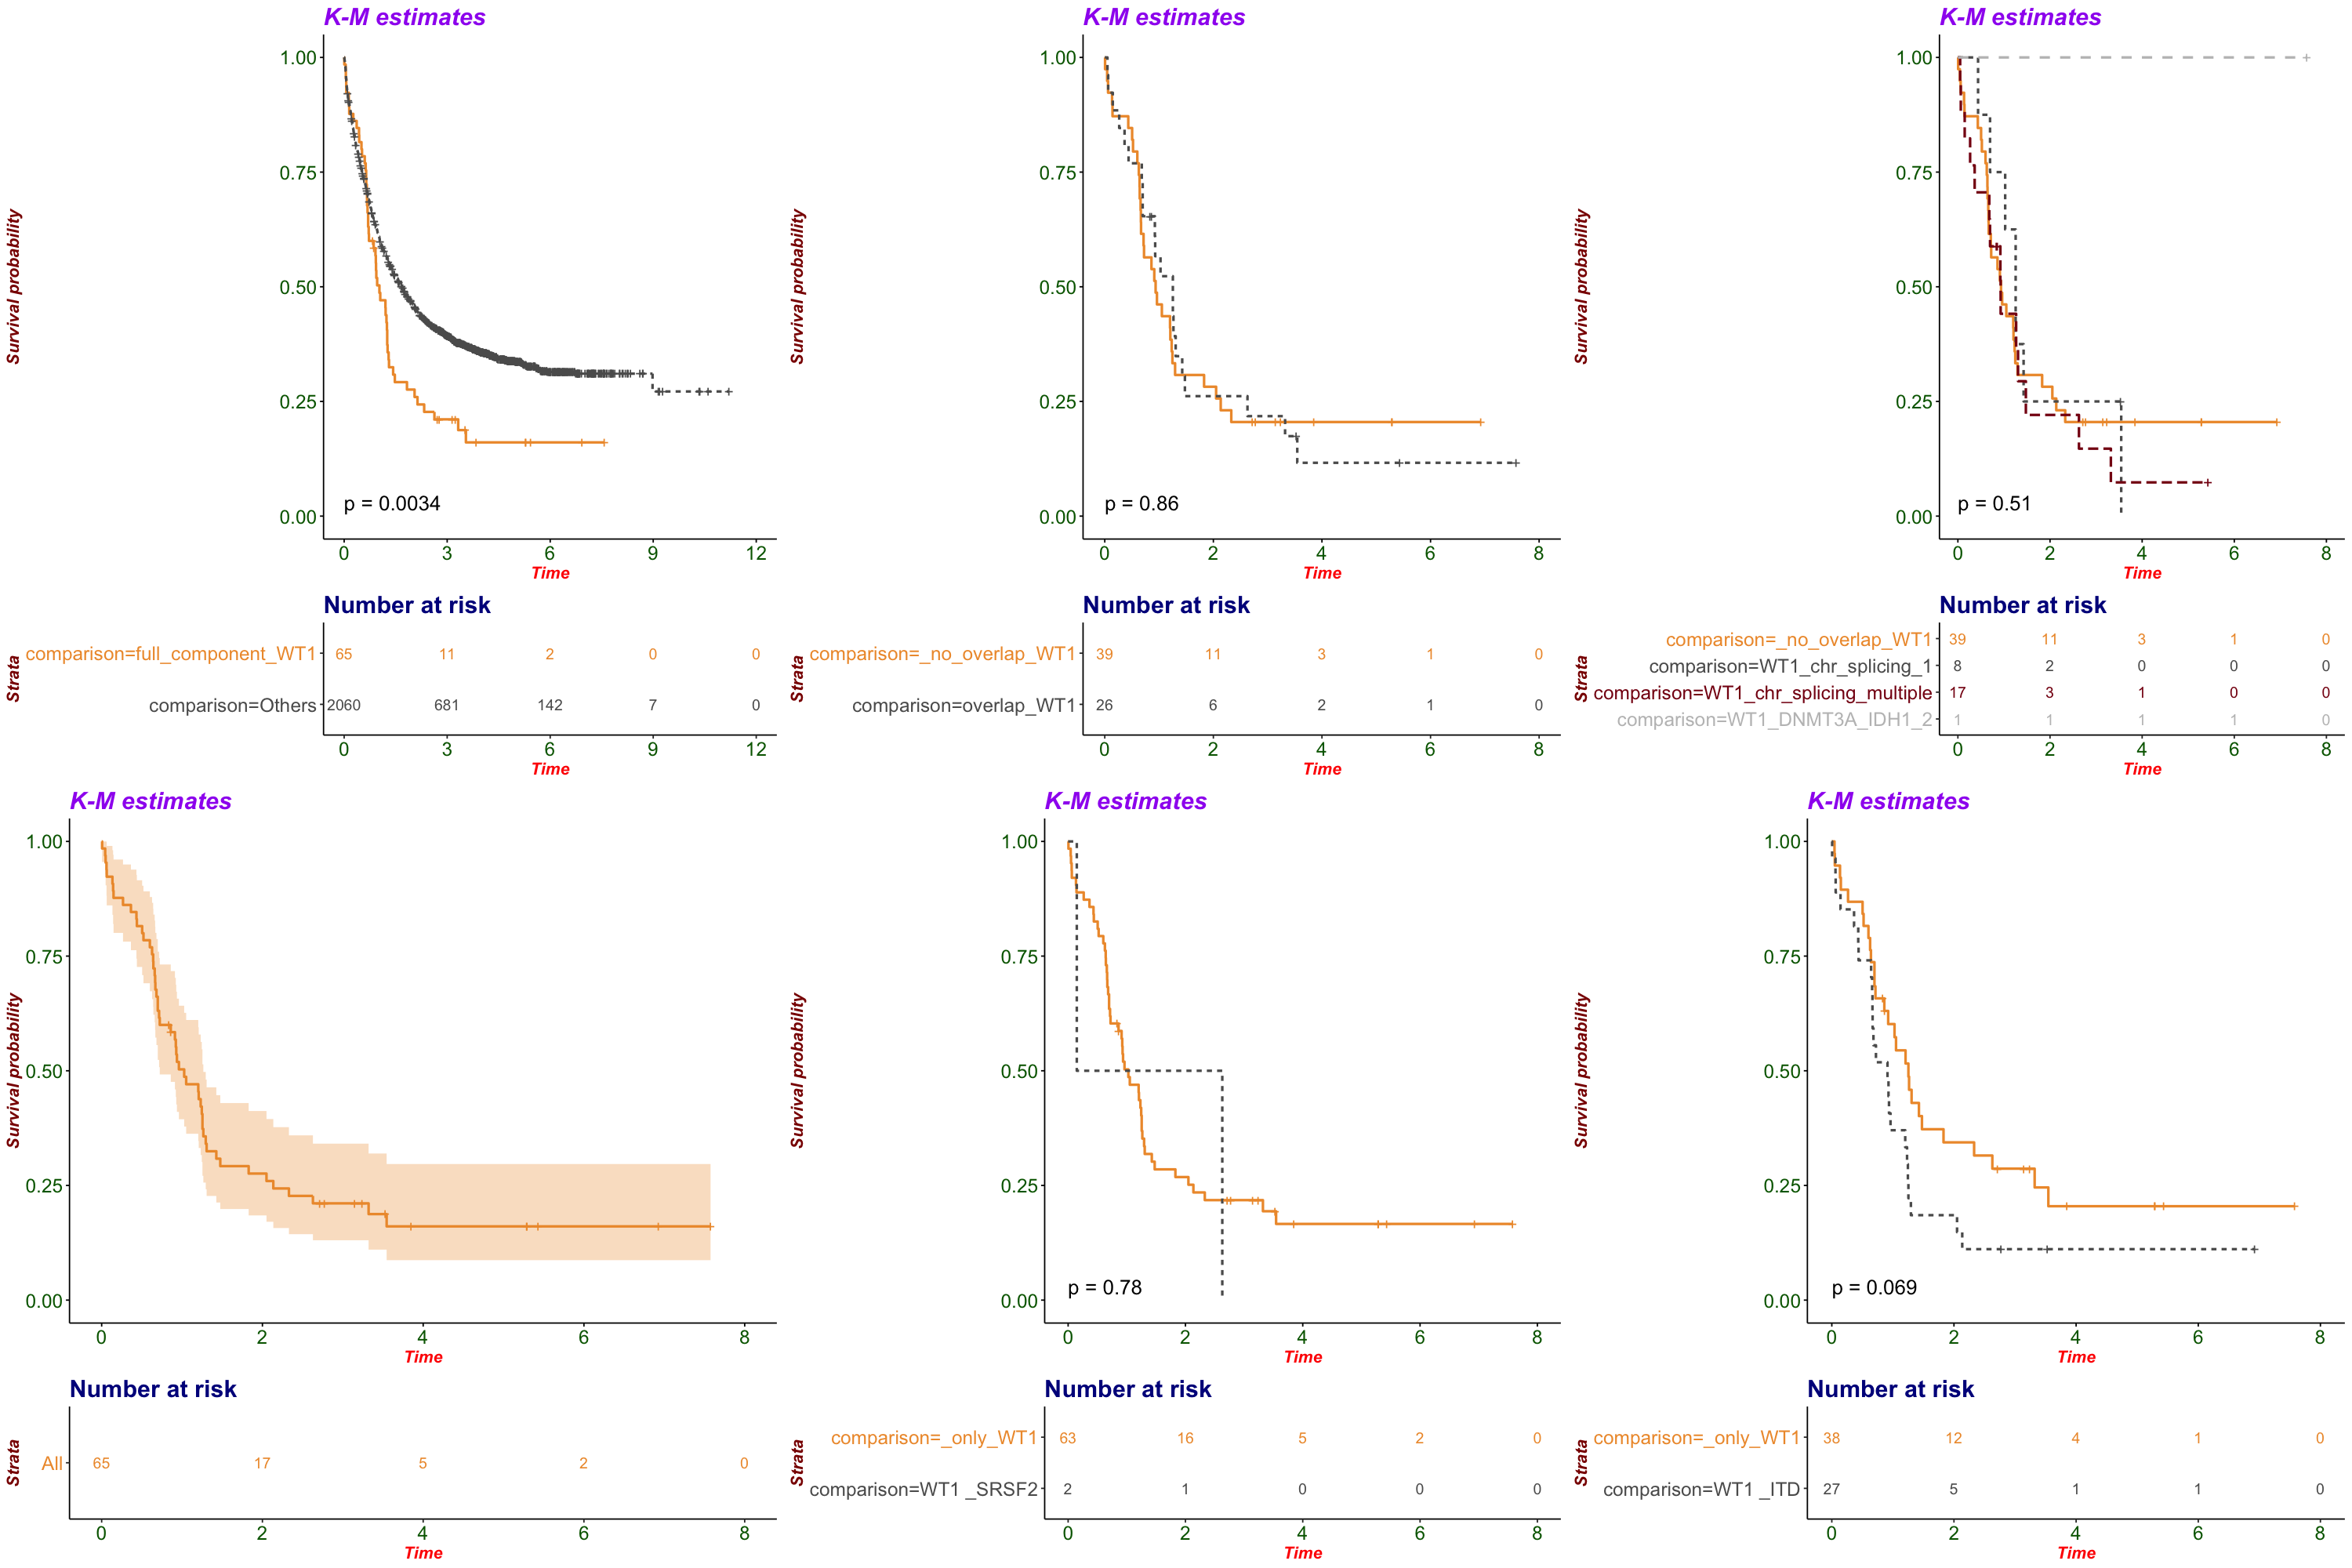 K-M estimates
Survival probability
1.00
0.75
0.50
0.25
0.00
p = 0.0034
0 3 6 9 12
Time
Number at risk
Strata
comparison=full_component_WT1 65 11 2 0 0
comparison=Others 2060 681 142 7 0
0 3 6 9 12
Time
K-M estimates
Survival probability
1.00
0.75
0.50
0.25
0.00
p = 0.86
0 2 4 6 8
Time
Number at risk
Strata
comparison=_no_overlap_WT1 39 11 3 1 0
comparison=overlap_WT1 26 6 2 1 0
0 2 4 6 8
Time
K-M estimates
Survival probability
1.00
0.75
0.50
0.25
0.00
p = 0.51
0 2 4 6 8
Time
Number at risk
Strata
comparison=_no_overlap_WT1 39 11 3 1 0
comparison=WT1_chr_splicing_1 8 2 0 0 0
comparison=WT1_chr_splicing_multiple 17 3 1 0 0
comparison=WT1_DNMT3A_IDH1_2 1 1 1 1 0
0 2 4 6 8
Time
K-M estimates
Survival probability
1.00
0.75
0.50
0.25
0.00
0 2 4 6 8
Time
Number at risk
Strata
All 65 17 5 2 0
0 2 4 6 8
Time
K-M estimates
Survival probability
1.00
0.75
0.50
0.25
0.00
p = 0.78
0 2 4 6 8
Time
Number at risk
Strata
comparison=_only_WT1 63 16 5 2 0
comparison=WT1 _SRSF2 2 1 0 0 0
0 2 4 6 8
Time
K-M estimates
Survival probability
1.00
0.75
0.50
0.25
0.00
p = 0.069
0 2 4 6 8
Time
Number at risk
Strata
comparison=_only_WT1 38 12 4 1 0
comparison=WT1 _ITD 27 5 1 1 0
0 2 4 6 8
Time